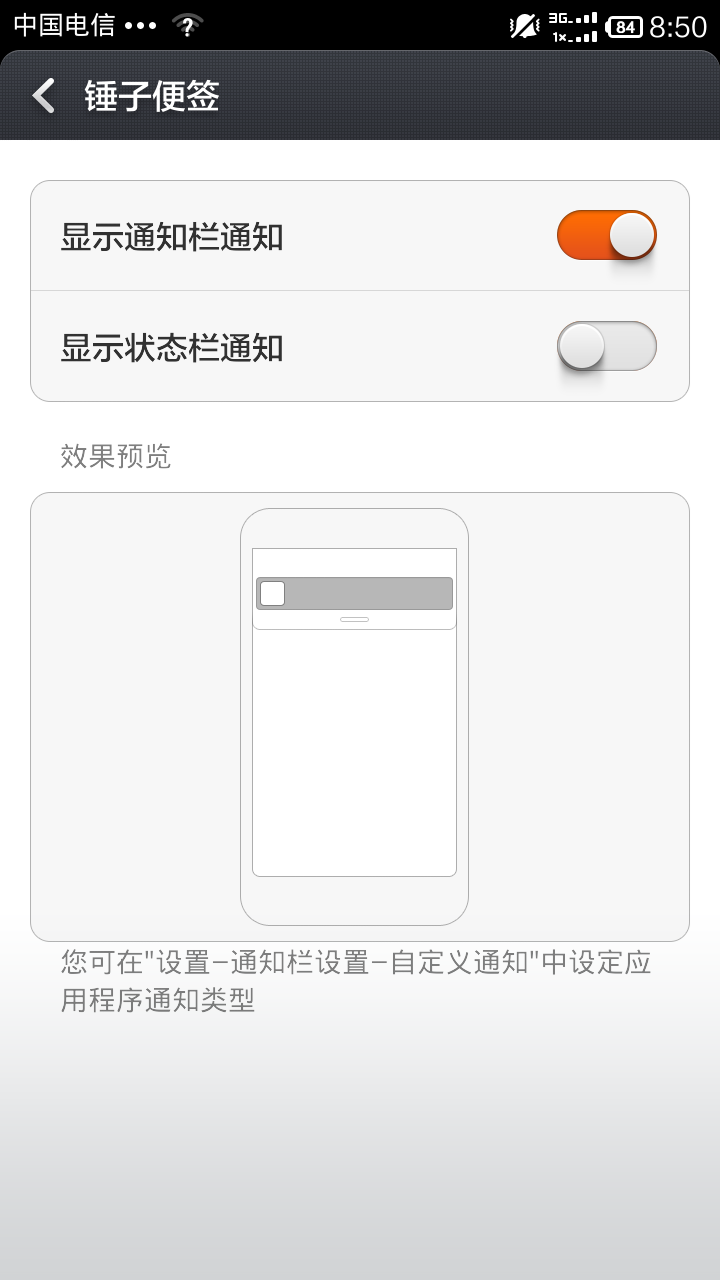 中国电信 ••• 3G 1x 84 8:50
锤子便签
显示通知栏通知
显示状态栏通知
效果预览
您可在"设置–通知栏设置–自定义通知"中设定应
用程序通知类型